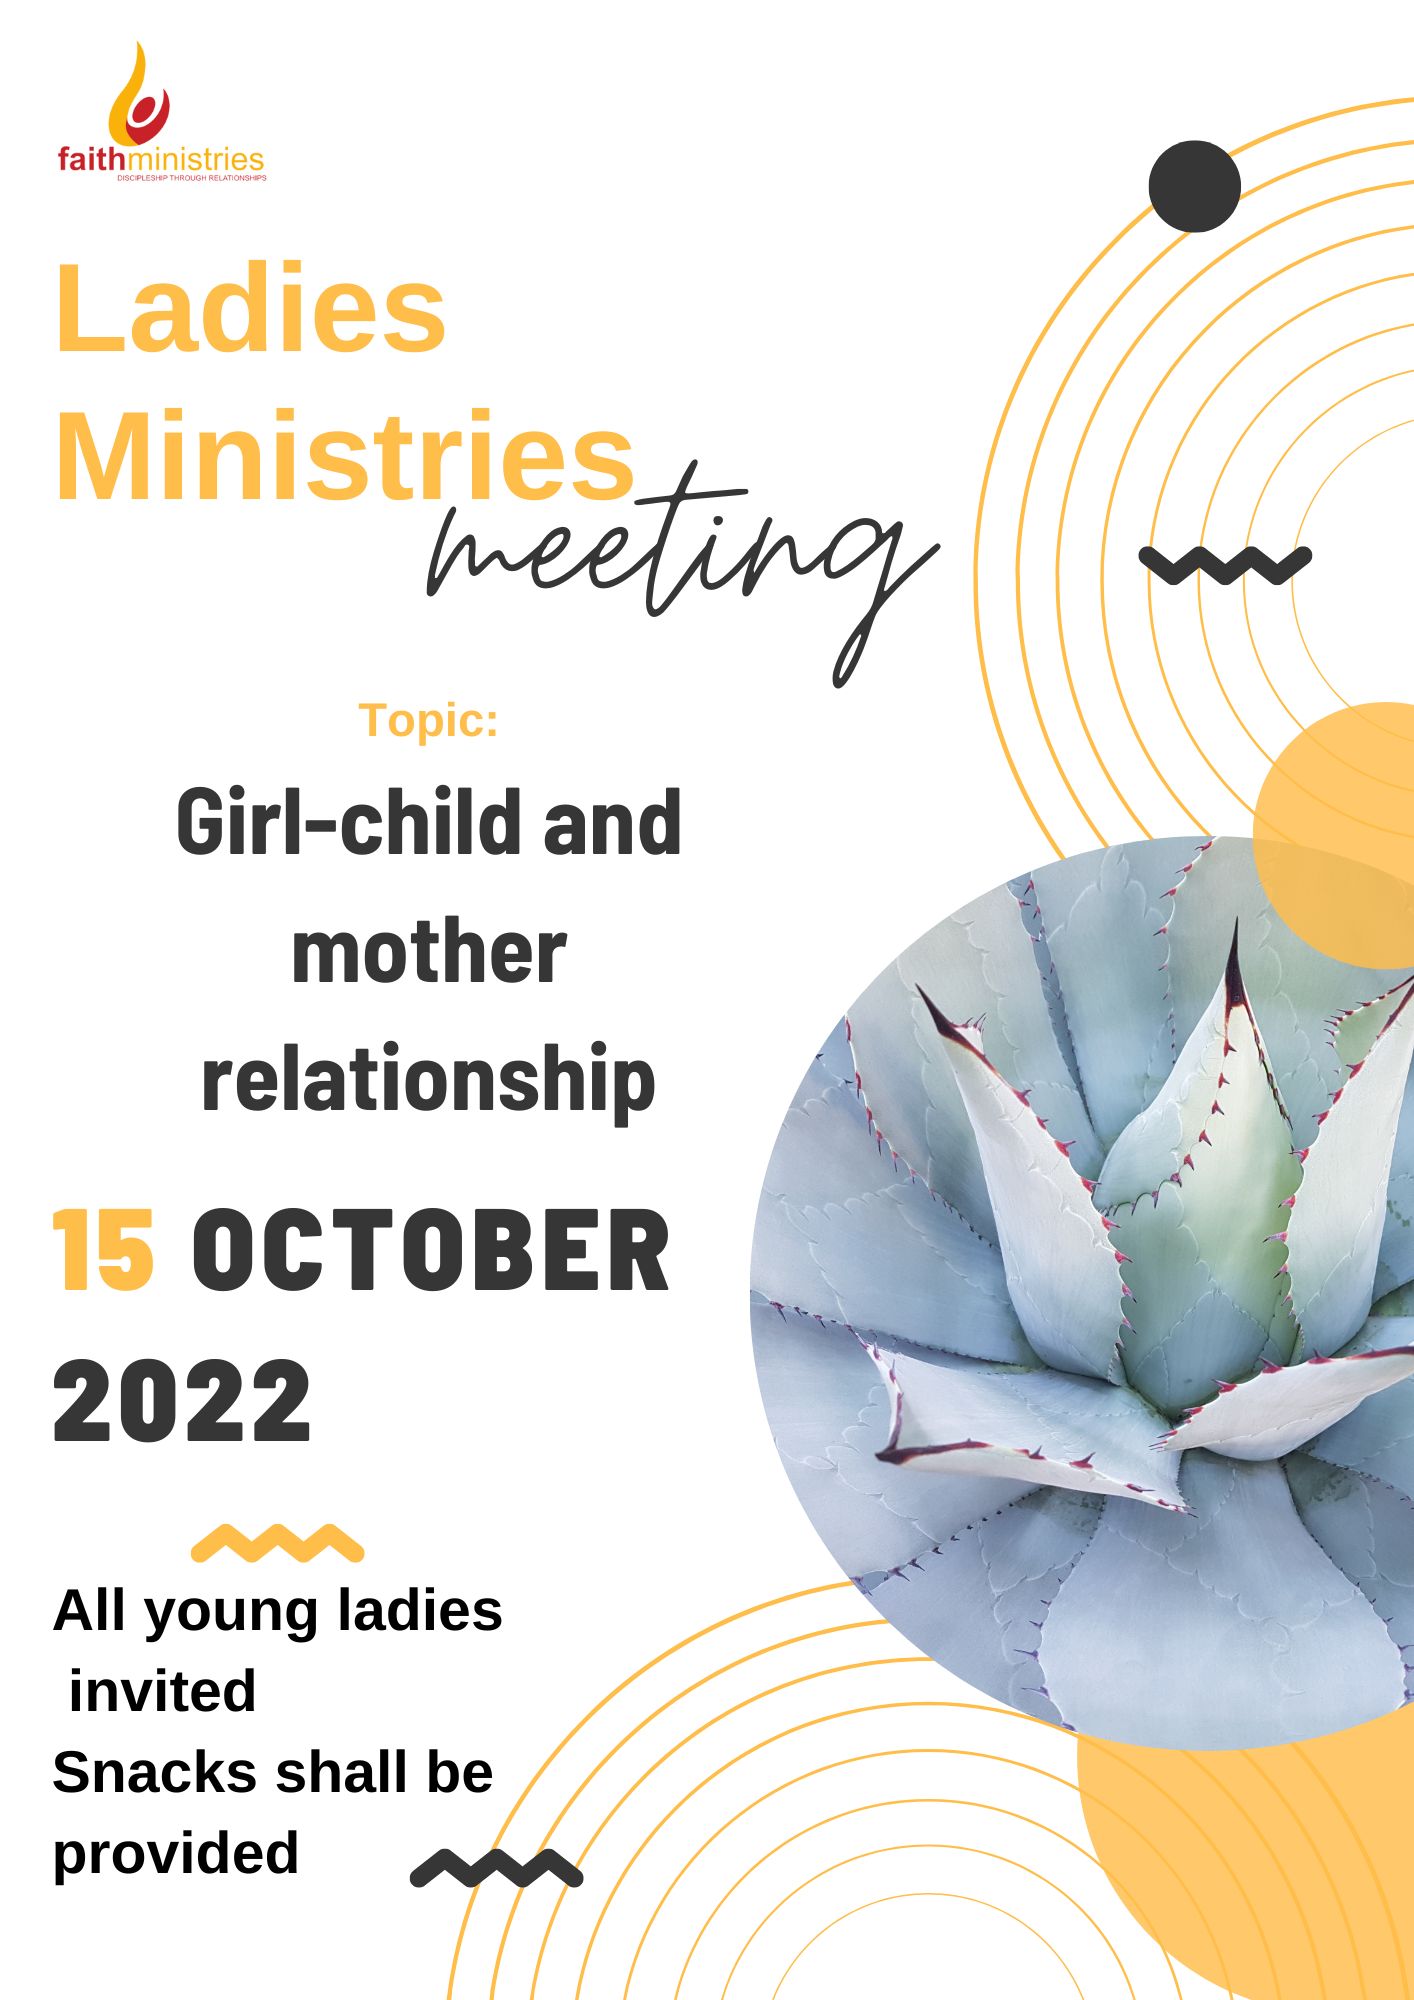 faithministries
DISCIPLESHIP THROUGH RELATIONSHIPS
Ladies
Ministries
meeting
Topic:
Girl-child and
mother
relationship
15 OCTOBER
2022
All young ladies
invited
Snacks shall be
provided